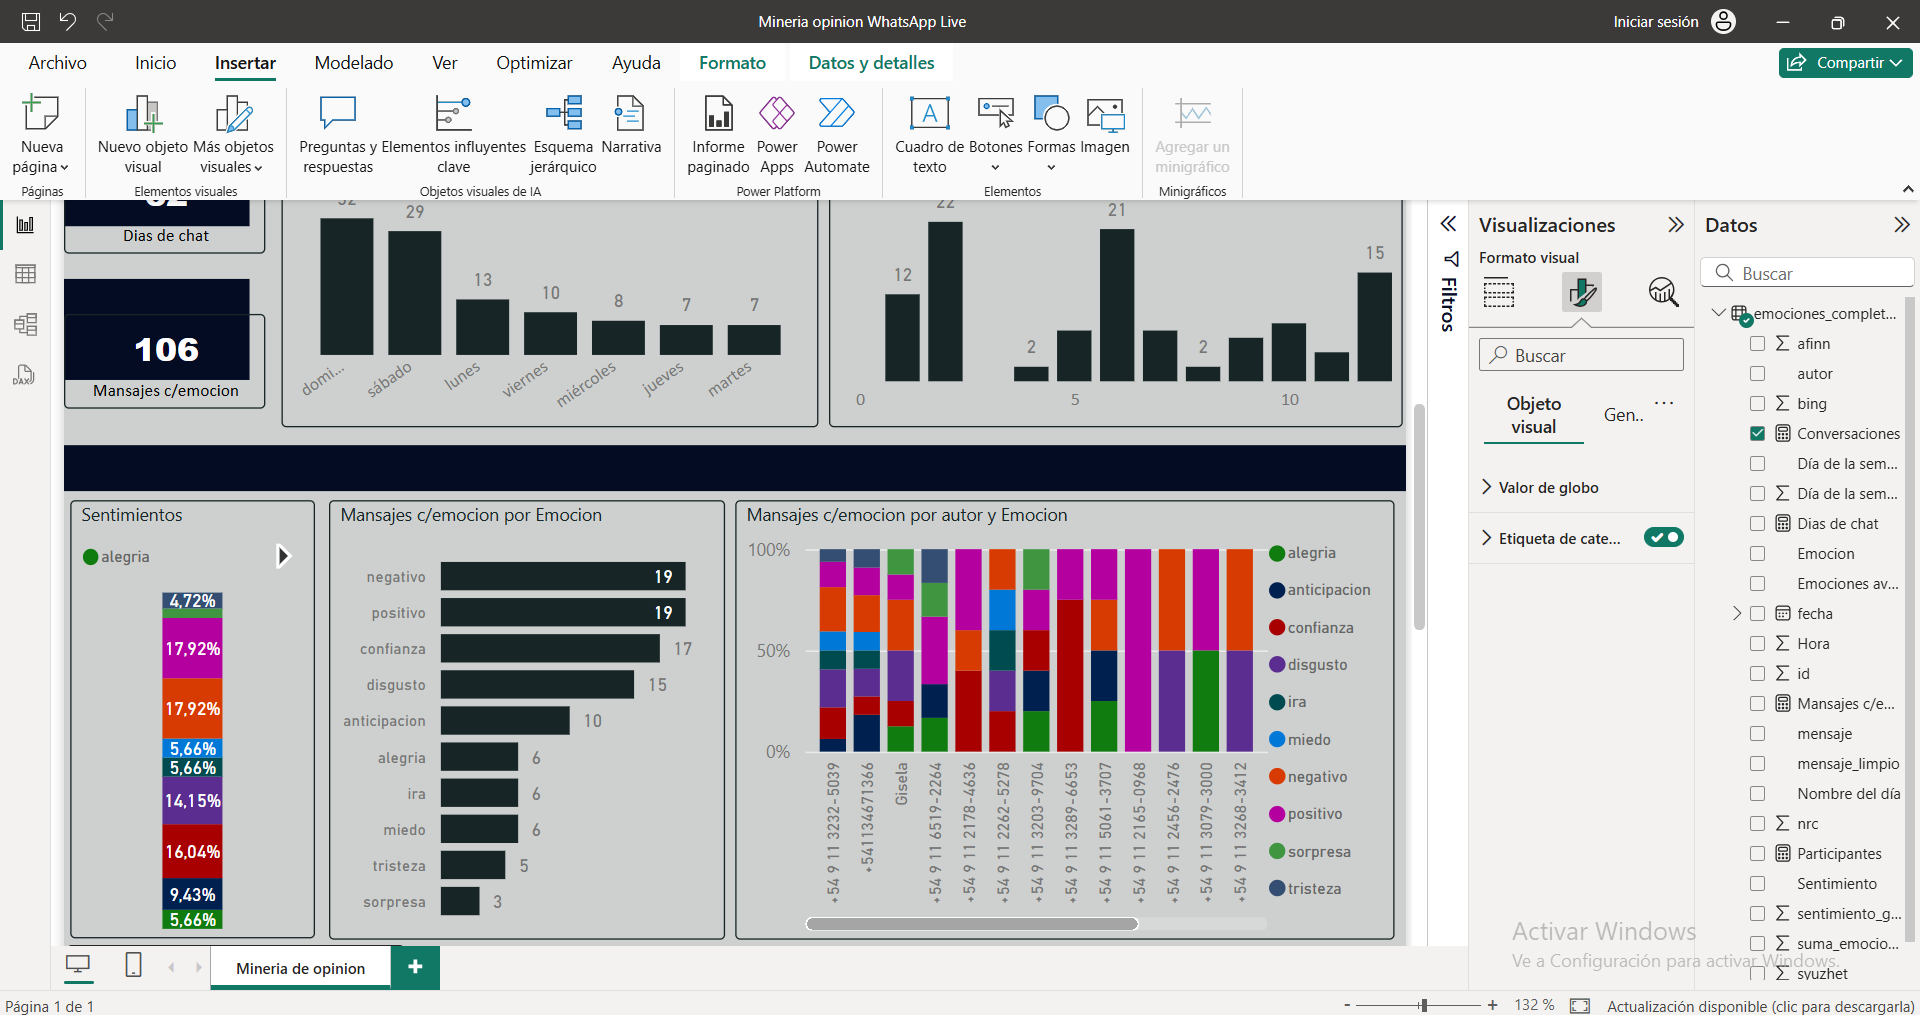 Mineria opinion WhatsApp Live
Iniciar sesión
Archivo Inicio Insertar Modelado Ver Optimizar Ayuda Formato Datos y detalles
Compartir
Nueva página
Nuevo objeto visual
Más objetos visuales
Preguntas y respuestas
Elementos influyentes clave
Esquema jerárquico
Narrativa
Informe paginado
Power Apps
Power Automate
Cuadro de texto
Botones
Formas
Imagen
Agregar un minigráfico
Páginas
Elementos visuales
Objetos visuales de IA
Power Platform
Elementos
Minigráficos
DAX
Dias de chat
106
Mansajes c/emocion
29
13
10
8
7
7
domi...
sábado
lunes
viernes
miércoles
jueves
martes
12
22
2
21
2
15
0
5
10
Sentimientos
alegria
4,72%
17,92%
17,92%
5,66%
5,66%
14,15%
16,04%
9,43%
5,66%
Mansajes c/emocion por Emocion
negativo 19
positivo 19
confianza 17
disgusto 15
anticipacion 10
alegria 6
ira 6
miedo 6
tristeza 5
sorpresa 3
Mansajes c/emocion por autor y Emocion
100%
50%
0%
+54 9 11 3232-5039
+541134671366
Gisela
+54 9 11 6519-2264
+54 9 11 2178-4636
+54 9 11 2262-5278
+54 9 11 3203-9704
+54 9 11 3289-6653
+54 9 11 5061-3707
+54 9 11 2165-0968
+54 9 11 2456-2476
+54 9 11 3079-3000
+54 9 11 3268-3412
alegria
anticipacion
confianza
disgusto
ira
miedo
negativo
positivo
sorpresa
tristeza
Filtros
Visualizaciones
Formato visual
Buscar
Objeto visual
Gen..
...
Valor de globo
Etiqueta de cate...
Datos
Buscar
emociones_complet...
afinn
autor
bing
Conversaciones
Día de la sem...
Día de la sem...
Dias de chat
Emocion
Emociones av...
fecha
Hora
id
Mansajes c/e...
mensaje
mensaje_limpio
Nombre del día
nrc
Participantes
Sentimiento
sentimiento_g...
suma_emocio...
syuzhet
Activar Windows
Ve a Configuración para activar Windows.
Mineria de opinion
+
Página 1 de 1
- + 132 %
Actualización disponible (clic para descargarla)